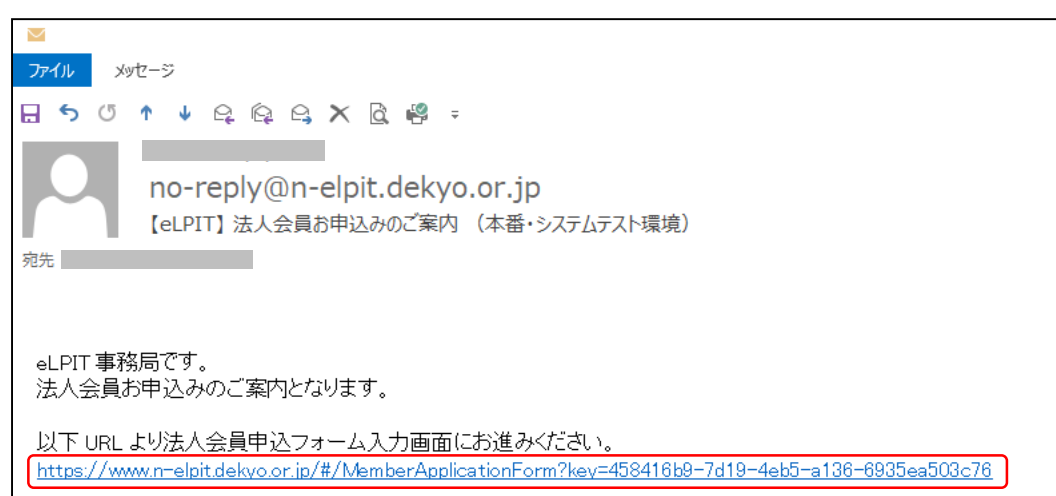 ファイル メッセージ
no-reply@n-elpit.dekyo.or.jp
【eLPIT】法人会員お申込みのご案内 （本番・システムテスト環境）
宛先
eLPIT 事務局です。
法人会員お申込みのご案内となります。
以下 URL より法人会員申込フォーム入力画面にお進みください。
https://www.n-elpit.dekyo.or.jp/#/MemberApplicationForm?key=458416b9-7d19-4eb5-a136-6935ea503c76